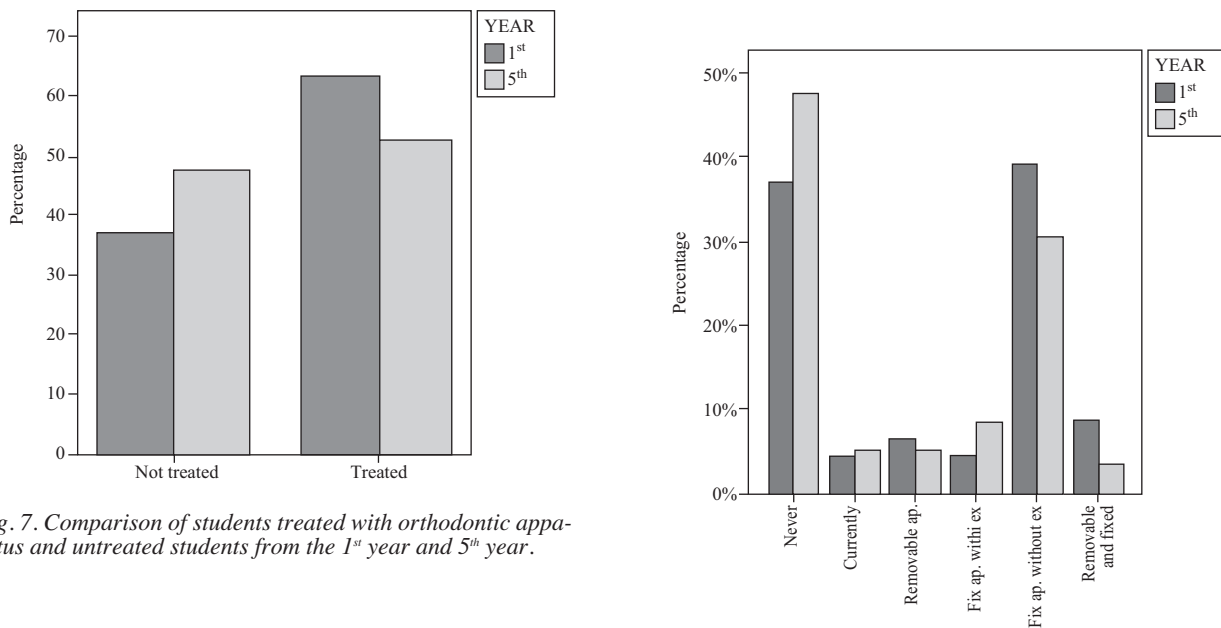 YEAR
1st
5th
Percentage
70
60
50
40
30
20
10
0
Not treated
Treated
g. 7. Comparison of students treated with orthodontic appa-
tus and untreated students from the 1st year and 5th year.
YEAR
1st
5th
Percentage
50%
40%
30%
20%
10%
0%
Never
Currently
Removable ap.
Fix ap. withi ex
Fix ap. without ex
Removable
and fixed